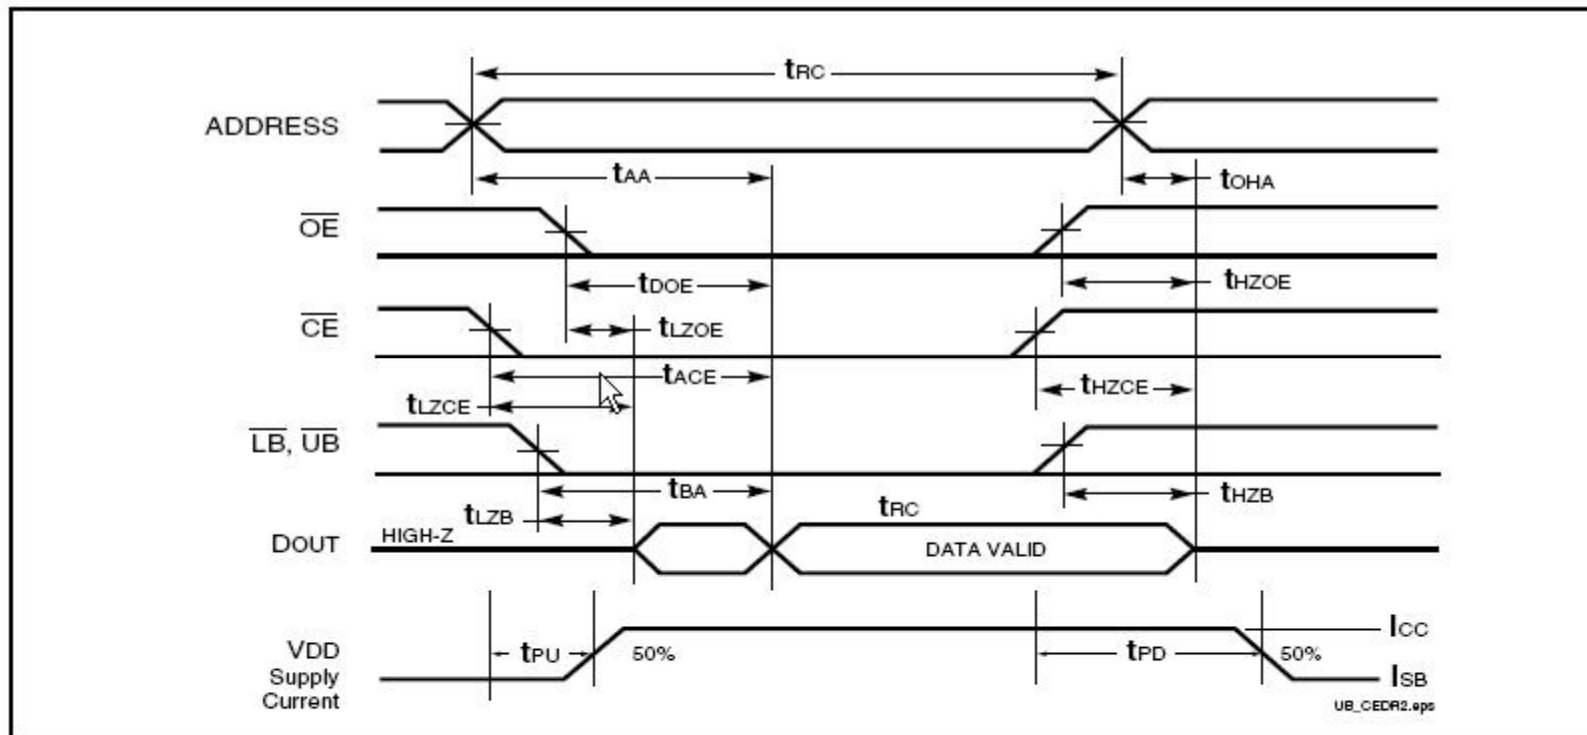 tRC
ADDRESS
tAA
tOHA
OE
tDOE
tHZOE
CE
tLZOE
tACE
tHZCE
tLZCE
LB, UB
tBA
tHZB
tLZB
tRC
DOUT
HIGH-Z
DATA VALID
ICC
VDD
tPU
50%
tPD
50%
Supply
ISB
Current
UB_CEDR2.eps